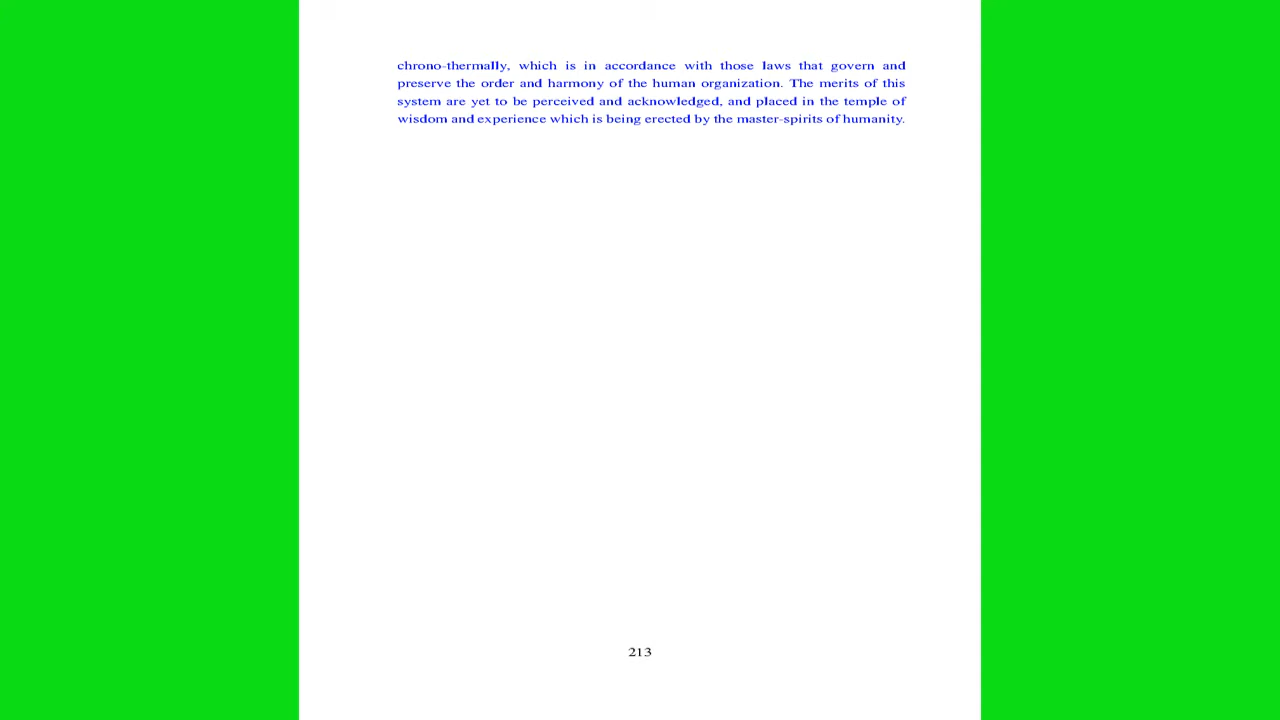 chrono-thermally, which is in accordance with those laws that govern and
preserve the order and harmony of the human organization. The merits of this
system are yet to be perceived and acknowledged, and placed in the temple of
wisdom and experience which is being erected by the master-spirits of humanity.
213